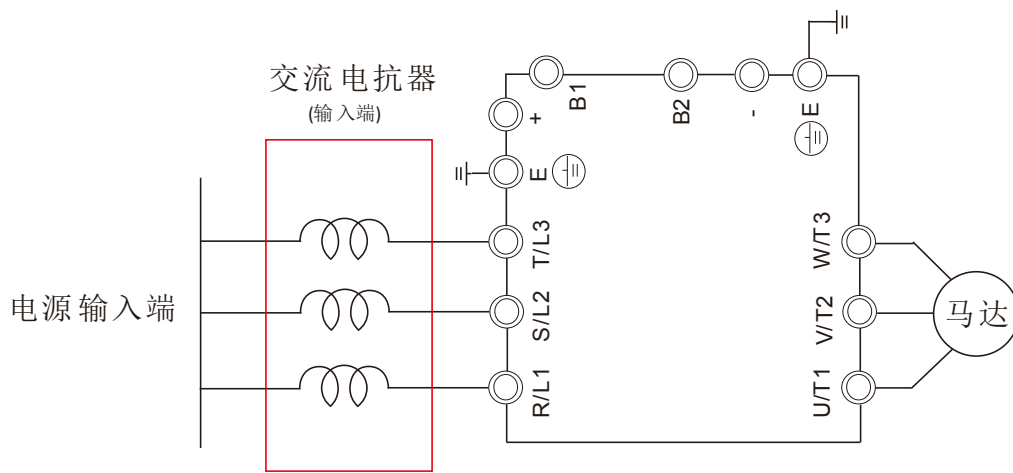 交流电抗器
(输入端)
B1
B2
-
E
+
E
T/L3
W/T3
电源输入端
S/L2
V/T2
马达
R/L1
U/T1